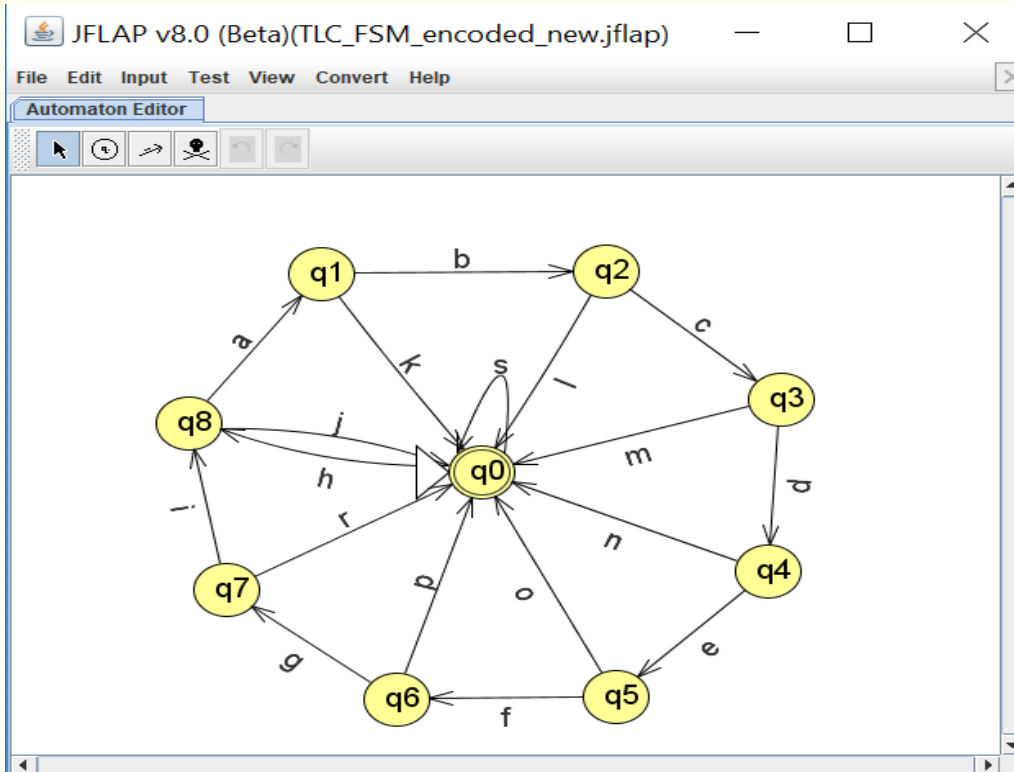 JFLAP v8.0 (Beta)(TLC_FSM_encoded_new.jflap)
File Edit Input Test View Convert Help
Automaton Editor
q1 b q2
a k s l c
q8 j q3
h q0 m d
i r n q4
q7 p o e
g q6 f q5